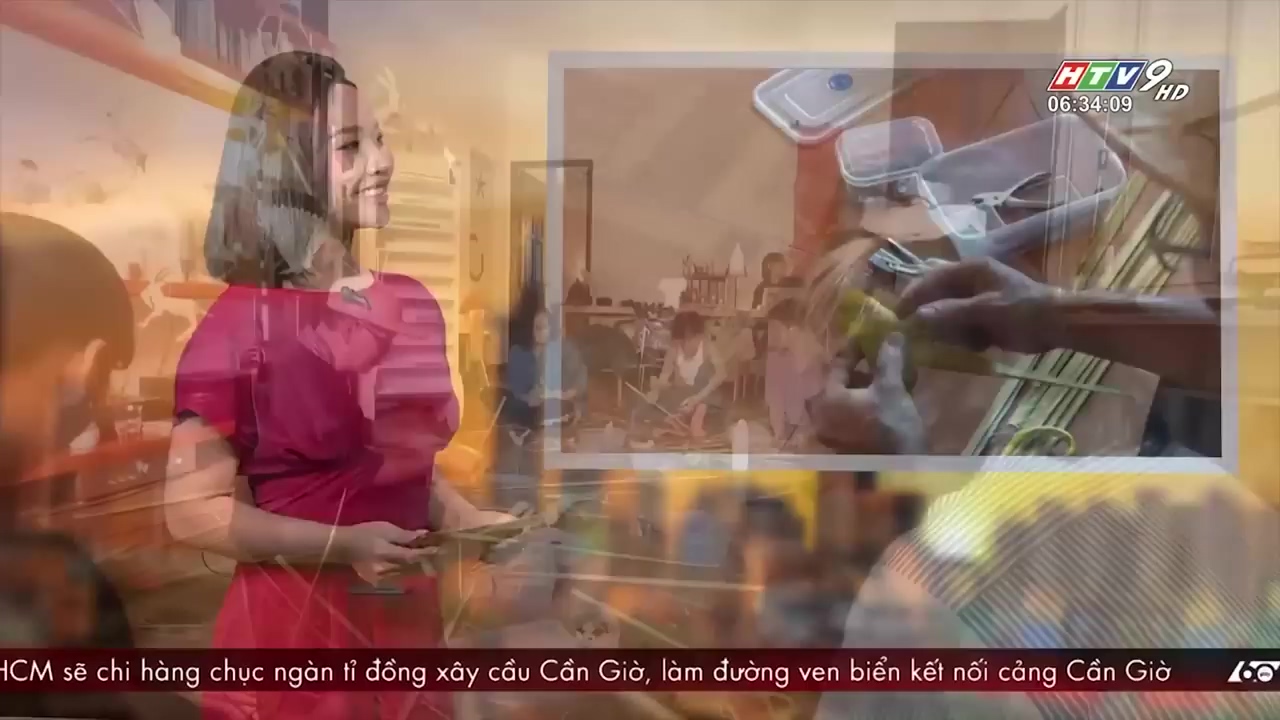 HTV9 HD
06:34:09
HCM sẽ chi hàng chục ngàn tỉ đồng xây cầu Cần Giờ, làm đường ven biển kết nối cảng Cần Giờ